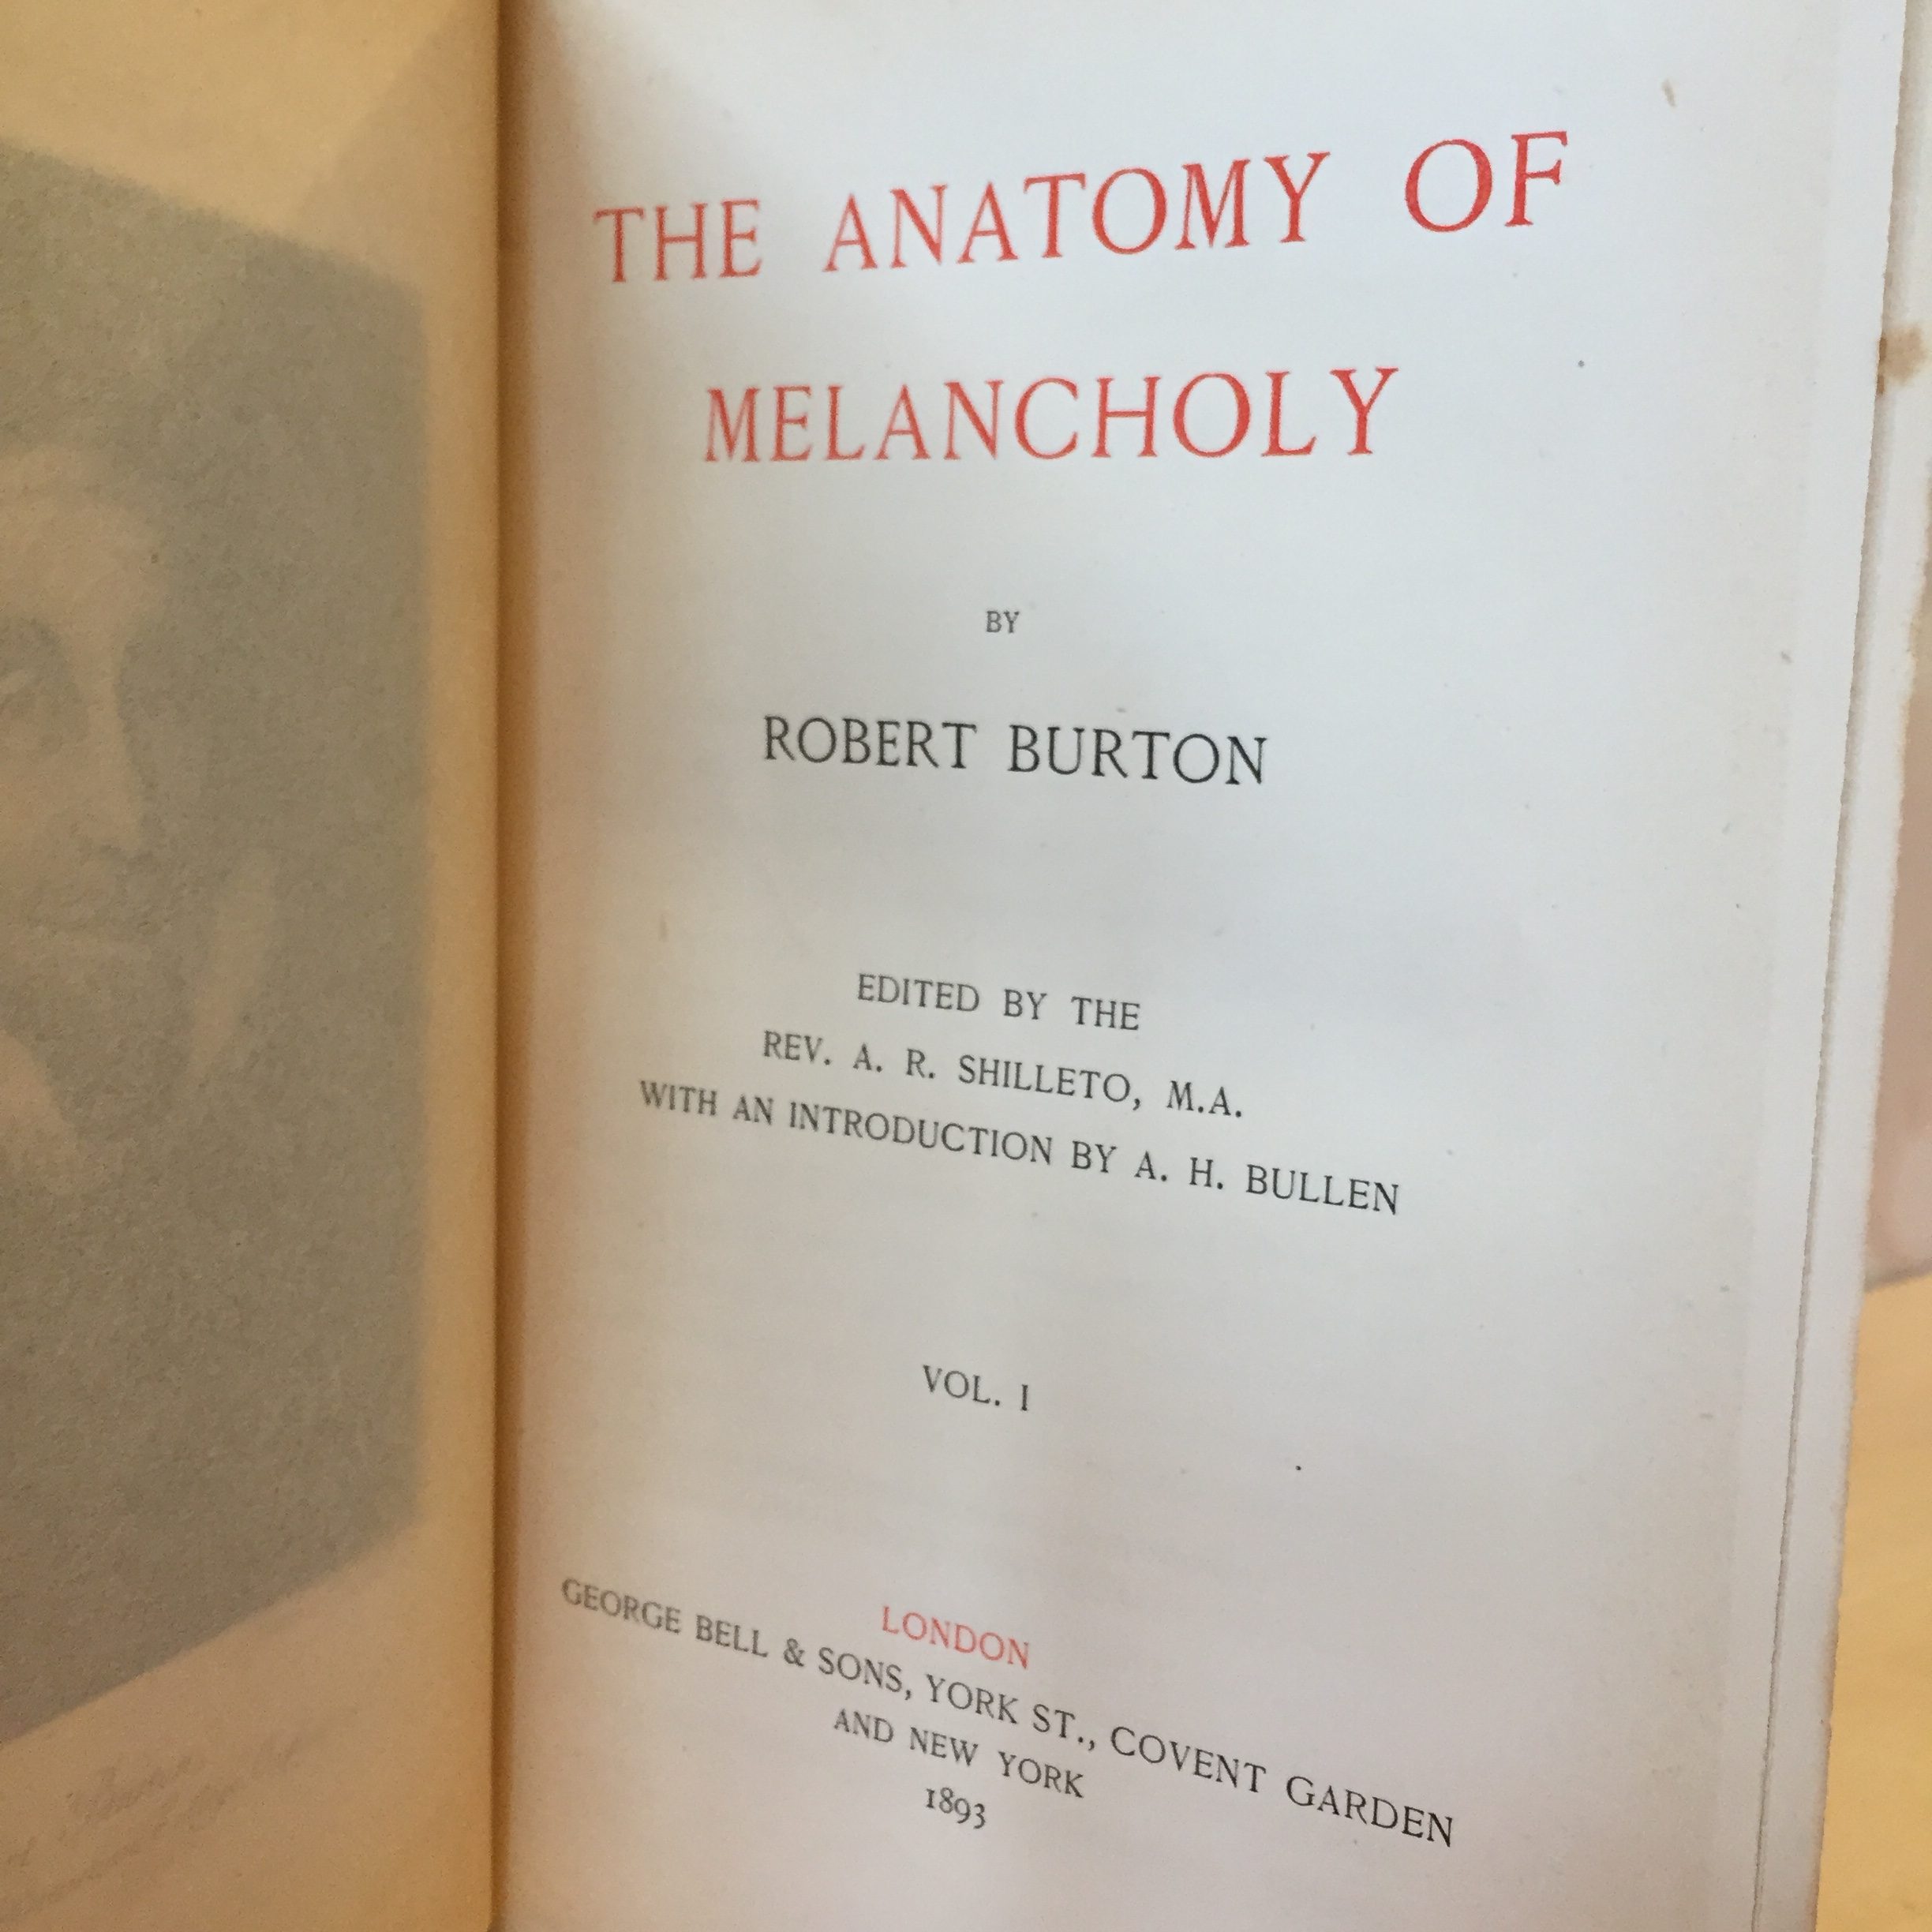 THE ANATOMY OF
MELANCHOLY
BY
ROBERT BURTON
EDITED BY THE
REV. A. R. SHILLETO, M.A.
WITH AN INTRODUCTION BY A. H. BULLEN
VOL. I
LONDON
GEORGE BELL & SONS, YORK ST., COVENT GARDEN
AND NEW YORK
1893